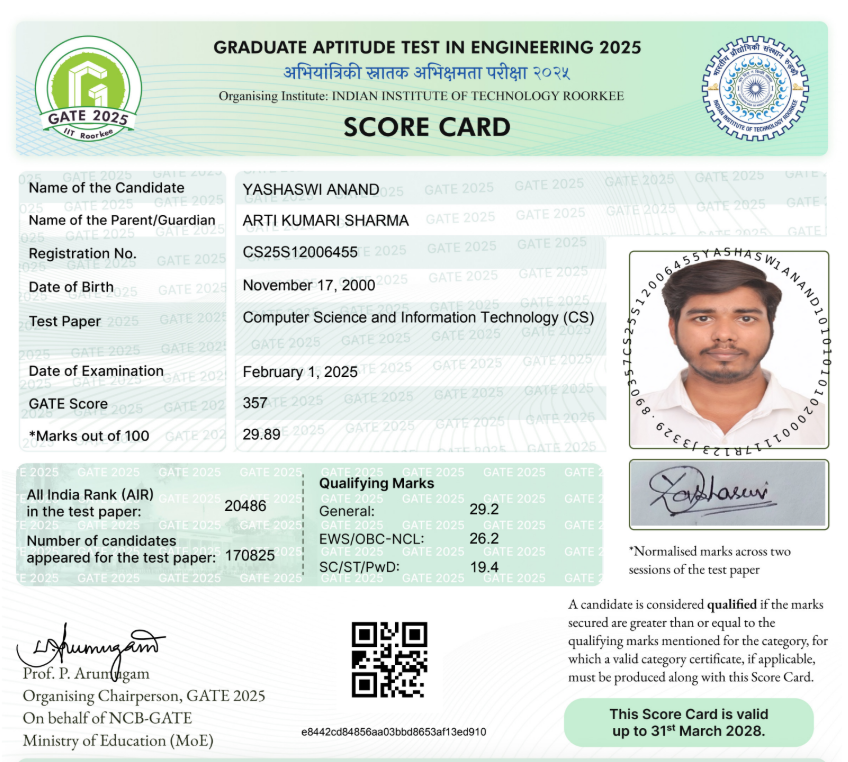 GRADUATE APTITUDE TEST IN ENGINEERING 2025
अभियांत्रिकी स्नातक अभिक्षमता परीक्षा २०२५
Organising Institute: INDIAN INSTITUTE OF TECHNOLOGY ROORKEE
SCORE CARD
GATE 2025
IIT Roorkee
INDIAN INSTITUTE OF TECHNOLOGY ROORKEE
Name of the Candidate YASHASWI ANAND
Name of the Parent/Guardian ARTI KUMARI SHARMA
Registration No. CS25S12006455
Date of Birth November 17, 2000
Test Paper Computer Science and Information Technology (CS)
Date of Examination February 1, 2025
GATE Score 357
*Marks out of 100 29.89
All India Rank (AIR)
in the test paper: 20486
Number of candidates
appeared for the test paper: 170825
Qualifying Marks
General: 29.2
EWS/OBC-NCL: 26.2
SC/ST/PwD: 19.4
Yashaswi
*Normalised marks across two
sessions of the test paper
A candidate is considered qualified if the marks
secured are greater than or equal to the
qualifying marks mentioned for the category, for
which a valid category certificate, if applicable,
must be produced along with this Score Card.
This Score Card is valid
up to 31st March 2028.
Prof. P. Arumugam
Organising Chairperson, GATE 2025
On behalf of NCB-GATE
Ministry of Education (MoE)
e8442cd84856aa03bbd8653af13ed910